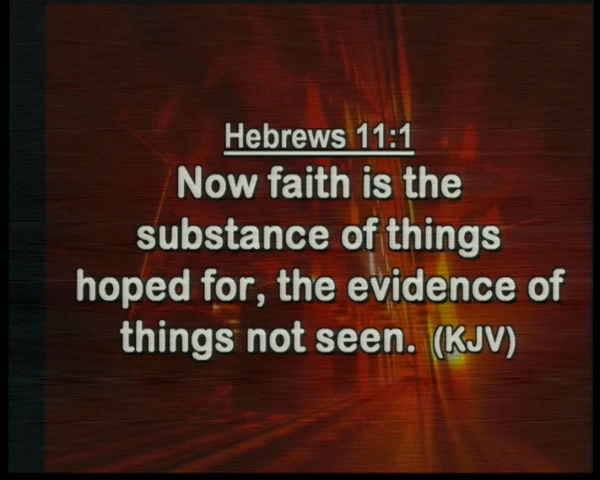 Hebrews 11:1
Now faith is the
substance of things
hoped for, the evidence of
things not seen. (KJV)